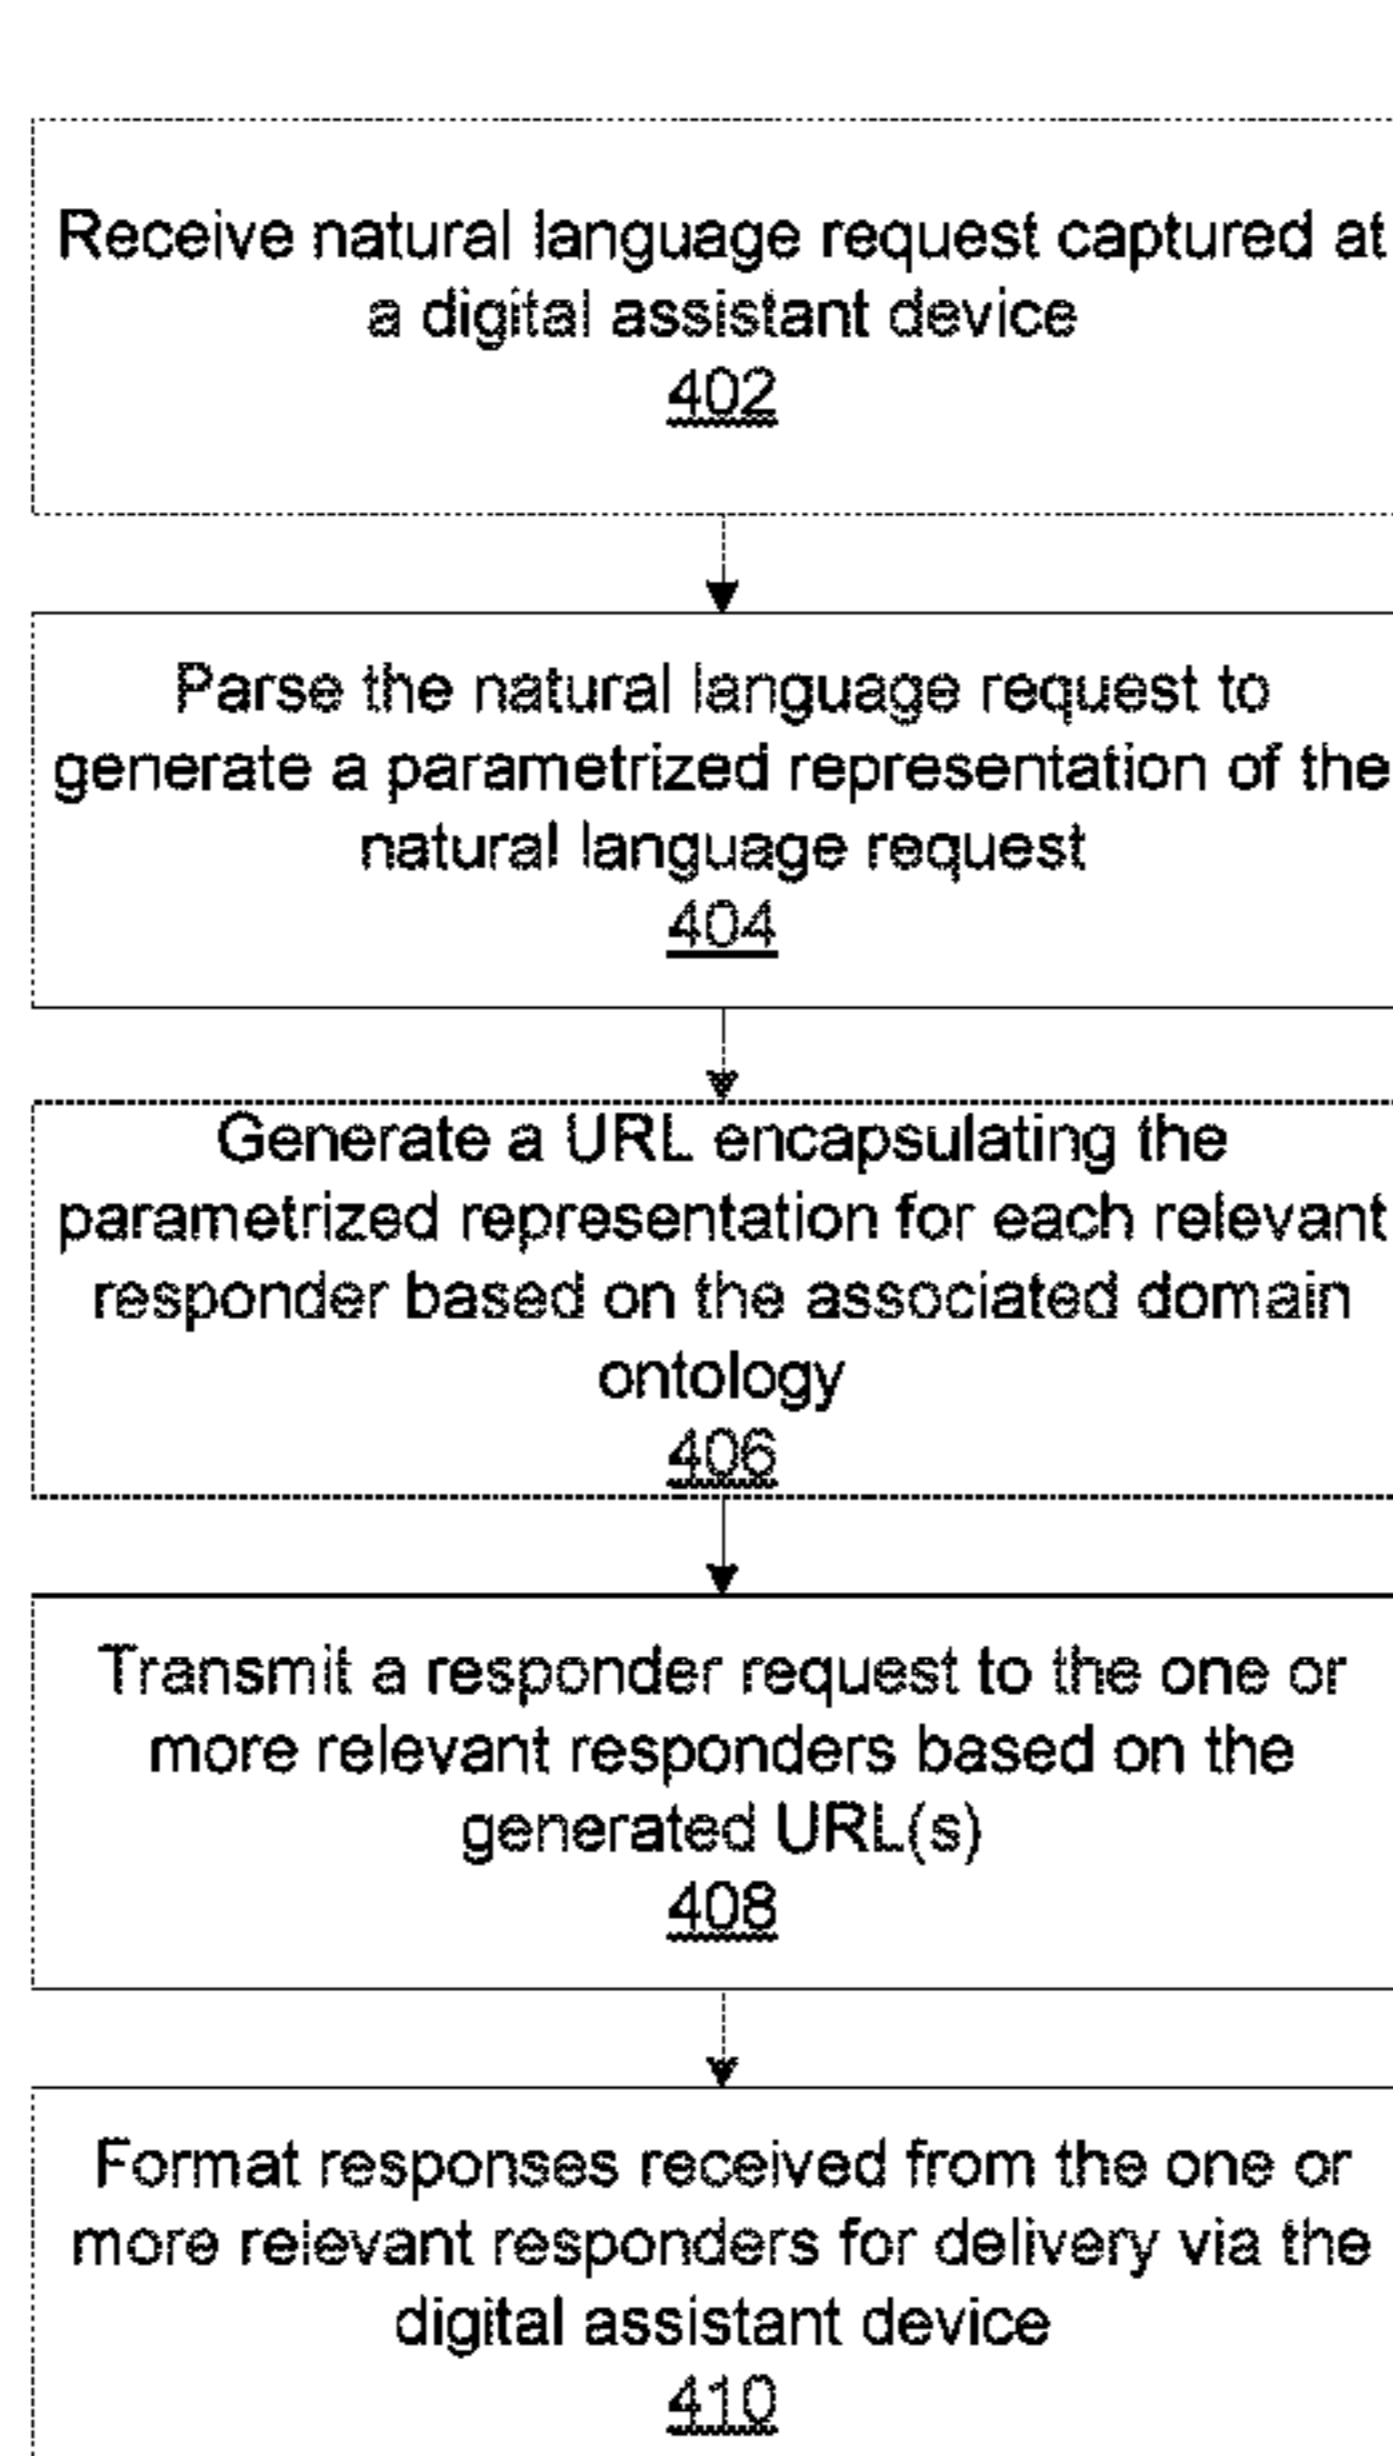 Receive natural language request captured at
a digital assistant device
402
Parse the natural language request to
generate a parametrized representation of the
natural language request
404
Generate a URL encapsulating the
parametrized representation for each relevant
responder based on the associated domain
ontology
406
Transmit a responder request to the one or
more relevant responders based on the
generated URL(s)
408
Format responses received from the one or
more relevant responders for delivery via the
digital assistant device
410